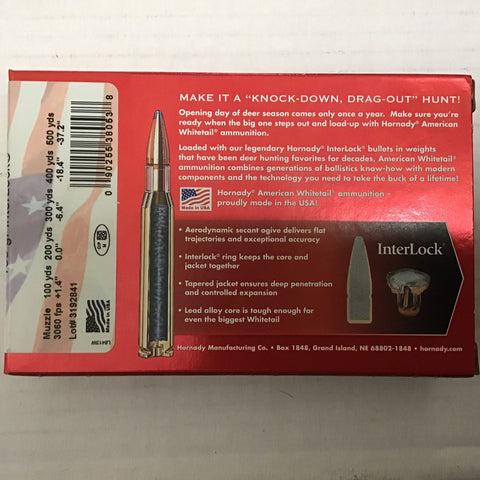 MAKE IT A "KNOCK-DOWN, DRAG-OUT" HUNT!
Opening day of deer season comes only once a year. Make sure you're
ready when the big one steps out and load-up with Hornady® American
Whitetail® ammunition.
Loaded with our legendary Hornady® InterLock® bullets in weights
that have been deer hunting favorites for decades, American Whitetail®
ammunition combines generations of ballistics know-how with modern
components and the technology you need to take the buck of a lifetime!
Made in USA
Hornady® American Whitetail® ammunition -
proudly made in the USA!
• Aerodynamic secant ogive delivers flat
trajectories and exceptional accuracy
• Interlock® ring keeps the core and
jacket together
• Tapered jacket ensures deep penetration
and controlled expansion
• Lead alloy core is tough enough for
even the biggest Whitetail
InterLock®
Hornady Manufacturing Co. • Box 1848, Grand Island, NE 68802-1848 • hornady.com
Muzzle 100 yds 200 yds 300 yds 400 yds 500 yds
3060 fps +1.4" 0.0" -6.4" -18.4" -37.2"
Lot# 3192841
0 90255 38053 8
Made in USA